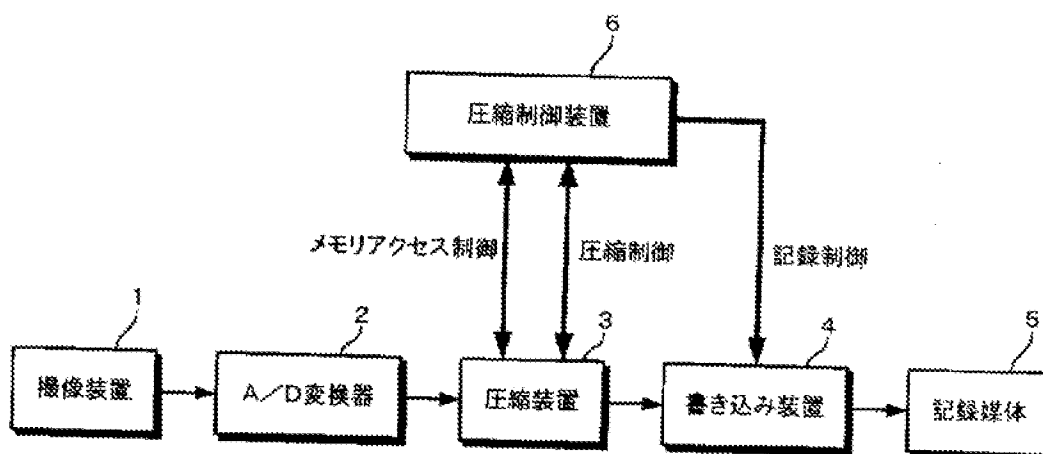 6
圧縮制御装置
メモリアクセス制御
圧縮制御
記録制御
1
2
3
4
5
撮像装置
A/D変換器
圧縮装置
書き込み装置
記録媒体